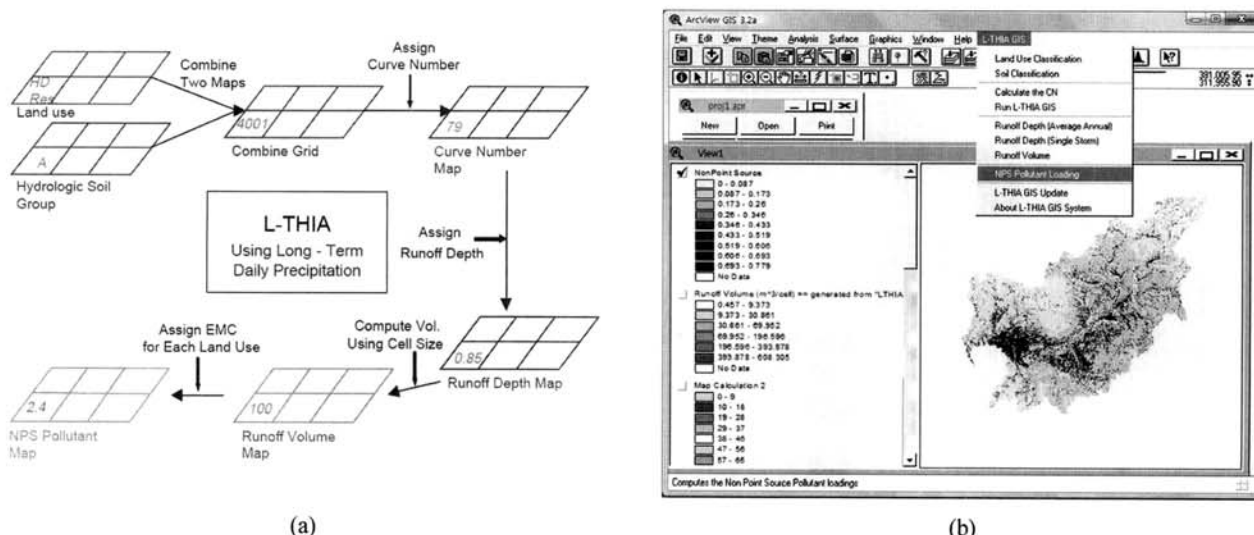 Combine
Two Maps
Assign
Curve Number
HD
Res
Land use
4001
Combine Grid
79
Curve Number
Map
A
Hydrologic Soil
Group
L-THIA
Using Long - Term
Daily Precipitation
Assign
Runoff Depth
Assign EMC
for Each Land Use
Compute Vol.
Using Cell Size
0.85
Runoff Depth Map
2.4
NPS Pollutant
Map
100
Runoff Volume
Map
(a)
ArcView GIS 3.2a
File Edit View Theme Analysis Surface Graphics Window Help L-THIA GIS
Land Use Classification
Soil Classification
Calculate the CN
Run L-THIA GIS
Runoff Depth (Average Annual)
Runoff Depth (Single Storm)
Runoff Volume
NPS Pollutant Loading
L-THIA GIS Update
About L-THIA GIS System
381,005.95
311,955.90
proj1.apr
New Open Print
View1
NonPoint Source
0 - 0.087
0.087 - 0.173
0.173 - 0.26
0.26 - 0.346
0.346 - 0.433
0.433 - 0.519
0.519 - 0.606
0.606 - 0.693
0.693 - 0.779
No Data
Runoff Volume (m^3/cell) == generated from "LTHIA
0.457 - 9.373
9.373 - 30.861
30.861 - 69.952
69.952 - 196.596
196.596 - 393.878
393.878 - 608.305
No Data
Map Calculation 2
0 - 9
10 - 18
19 - 28
29 - 37
38 - 46
47 - 56
57 - 65
Computes the Non Point Source Pollutant loadings
(b)